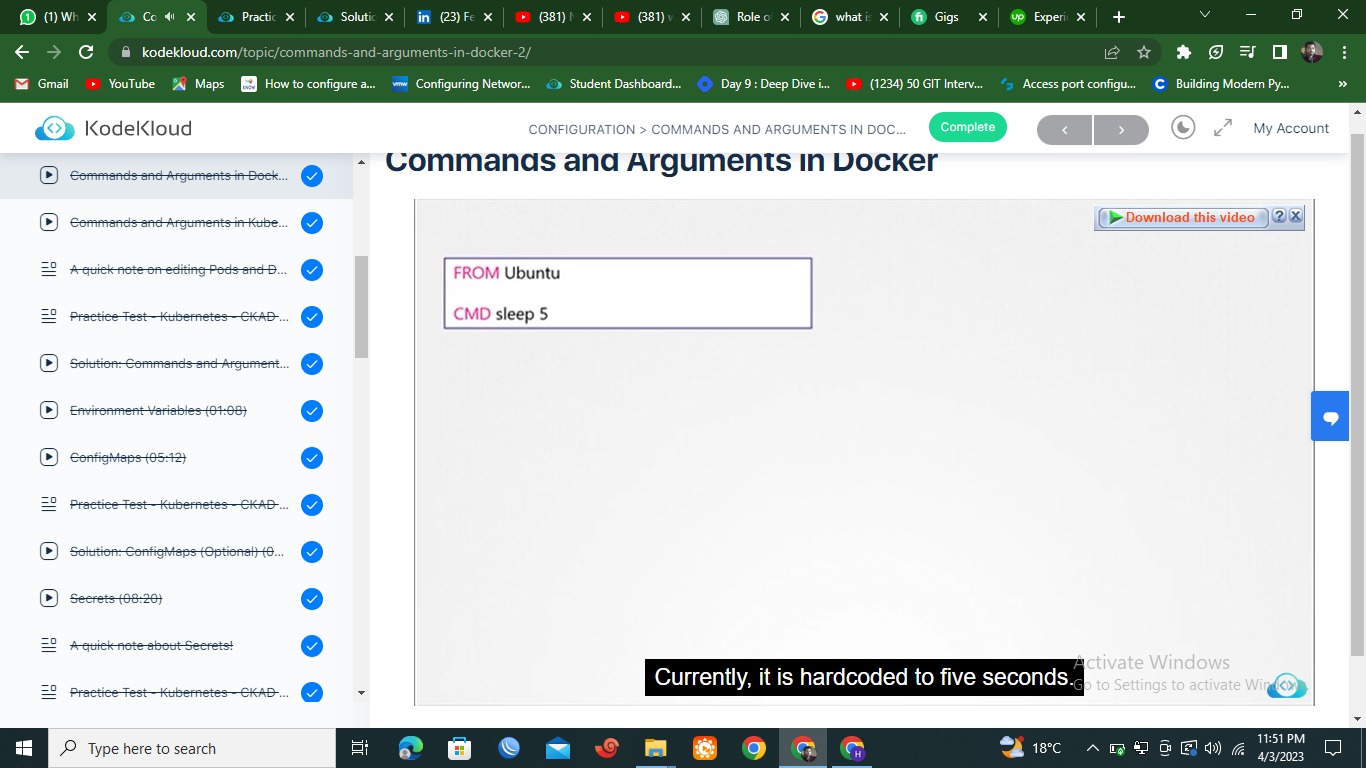 (1) Wh
Cc
Practic
Solutic
(23) Fe
(381)
(381)
Role o
what i
Gigs
Experi
kodekloud.com/topic/commands-and-arguments-in-docker-2/
Gmail
YouTube
Maps
How to configure a...
Configuring Networ...
Student Dashboard...
Day 9 : Deep Dive i...
(1234) 50 GIT Interv...
Access port configu...
Building Modern Py...
»
KodeKloud
CONFIGURATION > COMMANDS AND ARGUMENTS IN DOC...
Complete
My Account
Commands and Arguments in Dock...
Commands and Arguments in Kube...
A quick note on editing Pods and D...
Practice Test - Kubernetes - CKAD ...
Solution: Commands and Argument...
Environment Variables (01:08)
ConfigMaps (05:12)
Practice Test - Kubernetes - CKAD ...
Solution: ConfigMaps (Optional) (0...
Secrets (08:20)
A quick note about Secrets!
Practice Test - Kubernetes - CKAD ...
Commands and Arguments in Docker
Download this video
FROM Ubuntu
CMD sleep 5
Currently, it is hardcoded to five seconds.
Activate Windows
Go to Settings to activate Windows.
Type here to search
18°C
11:51 PM
4/3/2023